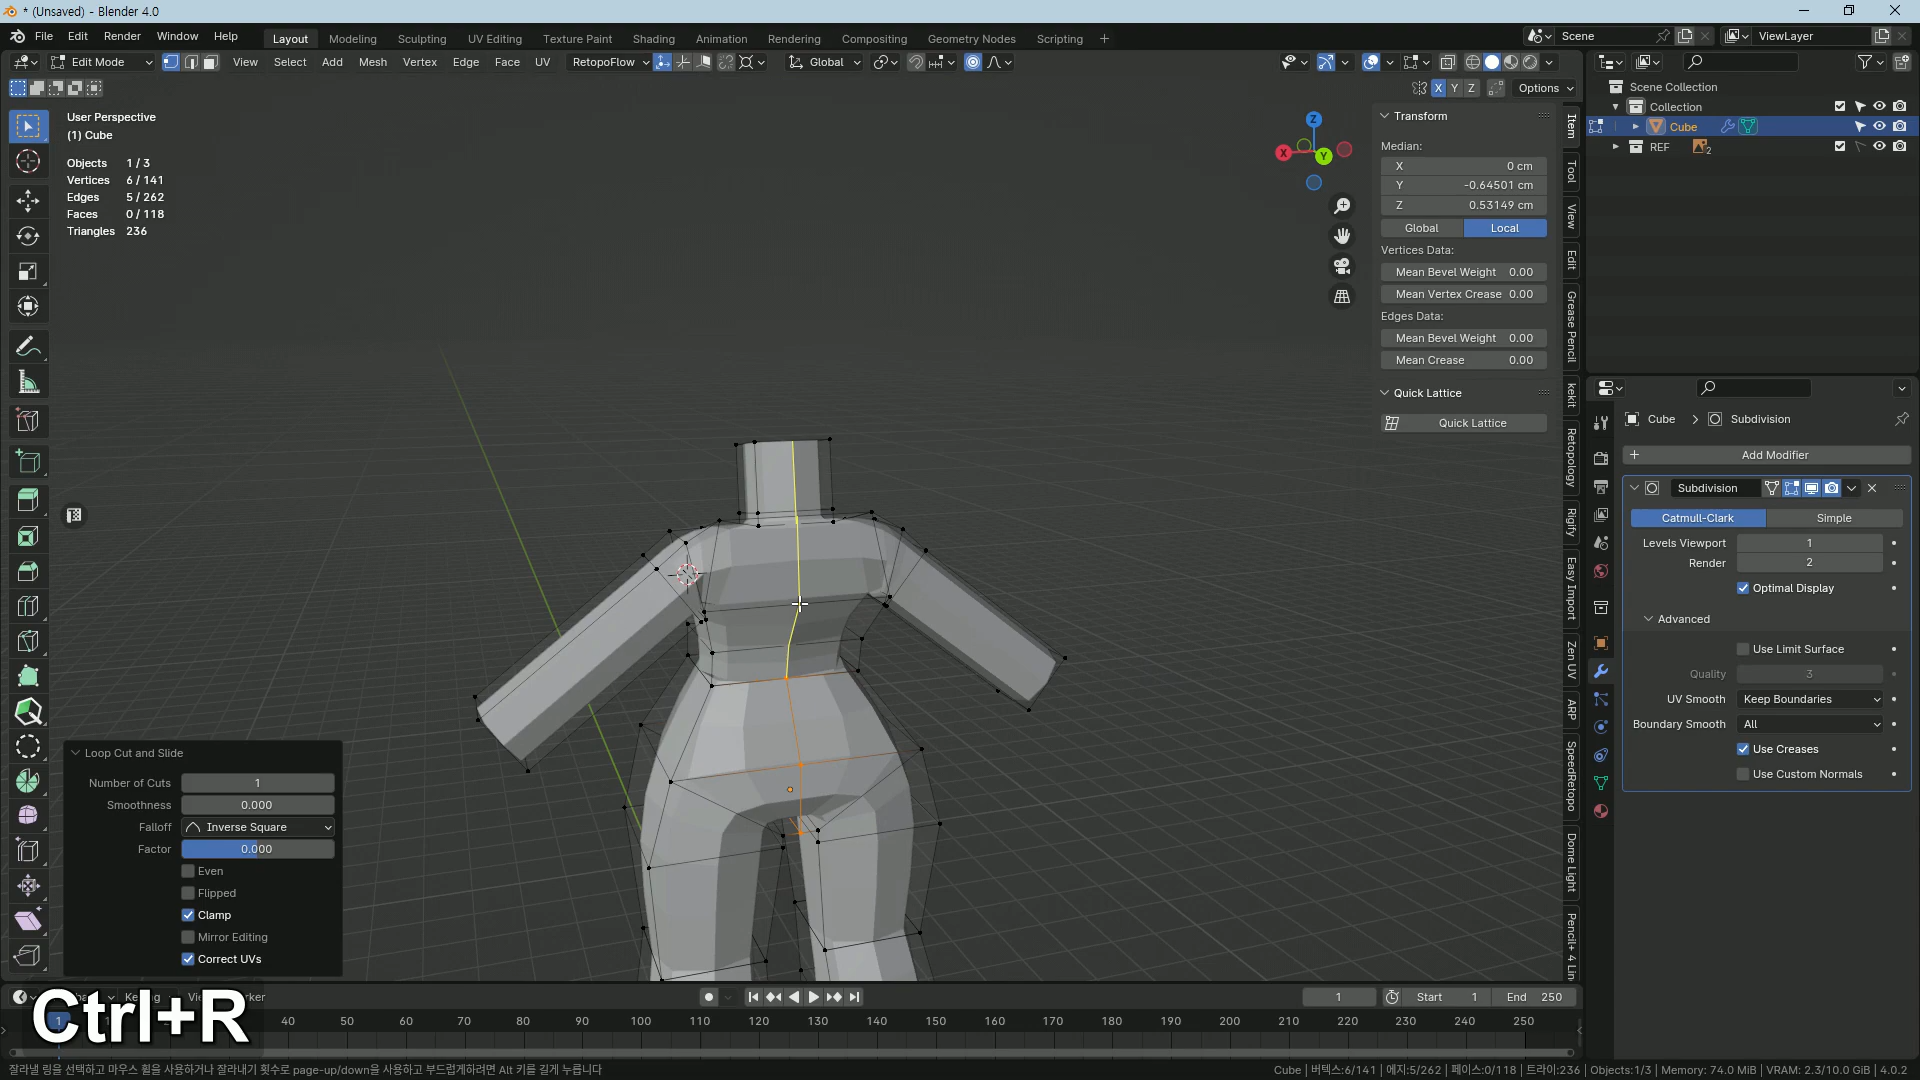 * (Unsaved) - Blender 4.0
File Edit Render Window Help
Layout Modeling Sculpting UV Editing Texture Paint Shading Animation Rendering Compositing Geometry Nodes Scripting +
Scene
ViewLayer
Edit Mode View Select Add Mesh Vertex Edge Face UV RetopoFlow Global
X Y Z Options
User Perspective
(1) Cube
Objects 1 / 3
Vertices 6 / 141
Edges 5 / 262
Faces 0 / 118
Triangles 236
Z
X
Y
Transform
Median:
X 0 cm
Y -0.64501 cm
Z 0.53149 cm
Global Local
Vertices Data:
Mean Bevel Weight 0.00
Mean Vertex Crease 0.00
Edges Data:
Mean Bevel Weight 0.00
Mean Crease 0.00
Quick Lattice
Quick Lattice
Item
Tool
View
Edit
Grease Pencil
kekit
Retopology
Rigify
Easy Import
Zen UV
ARP
SpeedRetopo
Dome Light
Pencil+ 4 Lin
Scene Collection
Collection
Cube
REF 2
Cube > Subdivision
Add Modifier
Subdivision
Catmull-Clark Simple
Levels Viewport 1
Render 2
Optimal Display
Advanced
Use Limit Surface
Quality 3
UV Smooth Keep Boundaries
Boundary Smooth All
Use Creases
Use Custom Normals
Loop Cut and Slide
Number of Cuts 1
Smoothness 0.000
Falloff Inverse Square
Factor 0.000
Even
Flipped
Clamp
Mirror Editing
Correct UVs
Ctrl+R
1 Start 1 End 250
1 40 50 60 70 80 90 100 110 120 130 140 150 160 170 180 190 200 210 220 230 240 250
잘라낼 링을 선택하고 마우스 휠을 사용하거나 잘라내기 횟수로 page-up/down을 사용하고 부드럽게하려면 Alt 키를 길게 누릅니다
Cube | 버텍스:6/141 | 에지:5/262 | 페이스:0/118 | 트라이:236 | Objects:1/3 | Memory: 74.0 MiB | VRAM: 2.3/10.0 GiB | 4.0.2